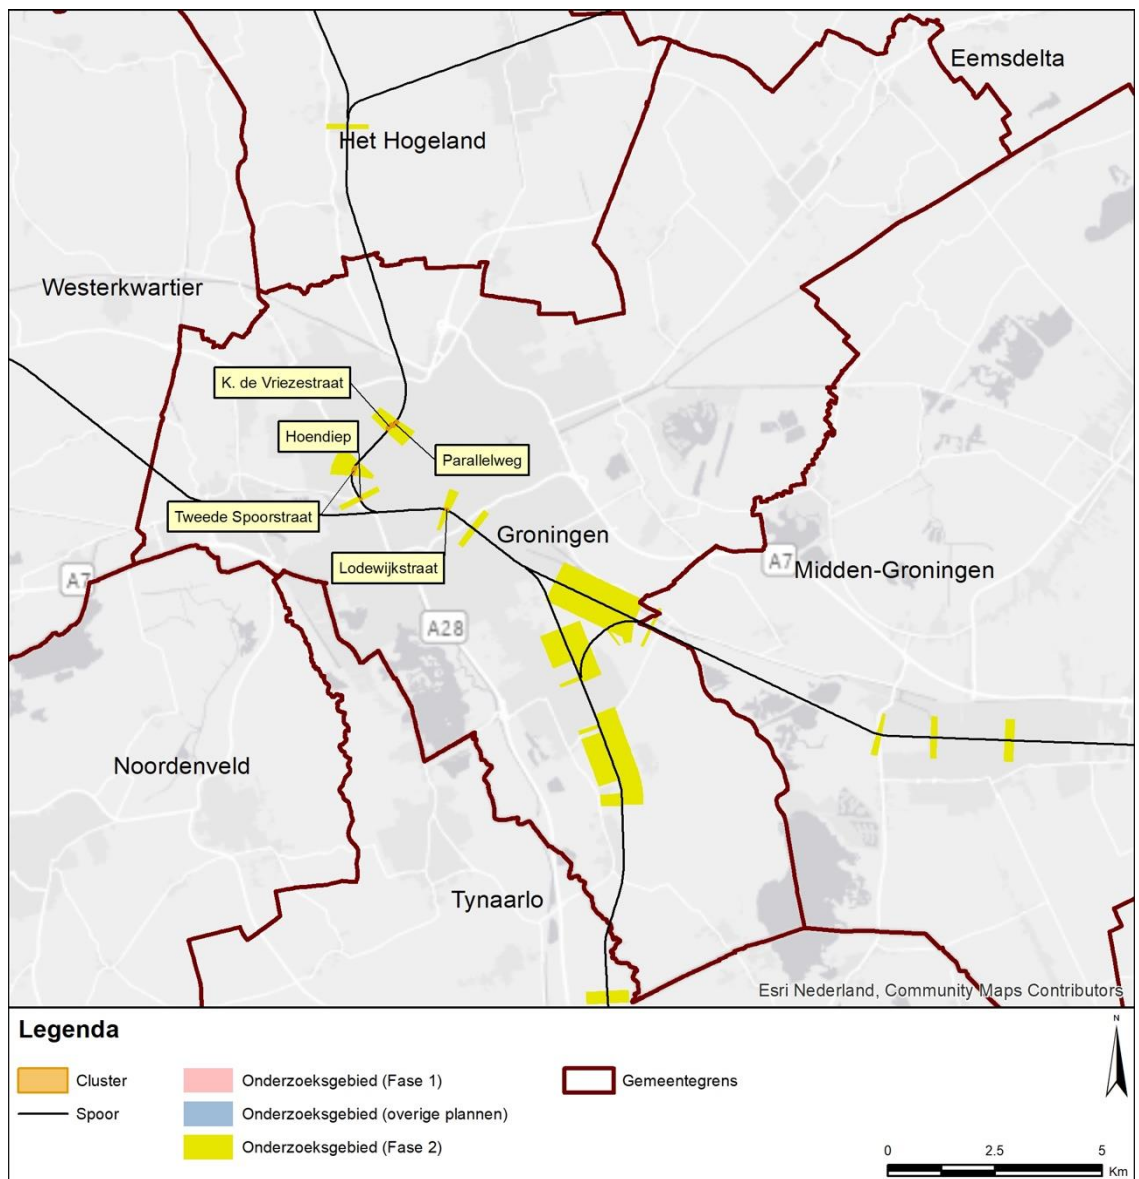 Eemsdelta
Het Hogeland
Westerkwartier
K. de Vriezestraat
Hoendiep
Parallelweg
Tweede Spoorstraat
Groningen
Lodewijkstraat
A7
A7
Midden-Groningen
A28
Noordenveld
Tynaarlo
Esri Nederland, Community Maps Contributors
Legenda
N
Cluster
Onderzoeksgebied (Fase 1)
Gemeentegrens
Spoor
Onderzoeksgebied (overige plannen)
Onderzoeksgebied (Fase 2)
0 2.5 5
Km